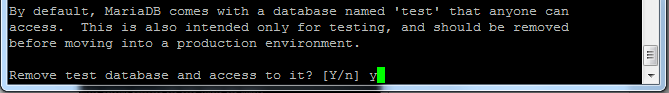 By default, MariaDB comes with a database named 'test' that anyone can
access.  This is also intended only for testing, and should be removed
before moving into a production environment.
Remove test database and access to it? [Y/n] y